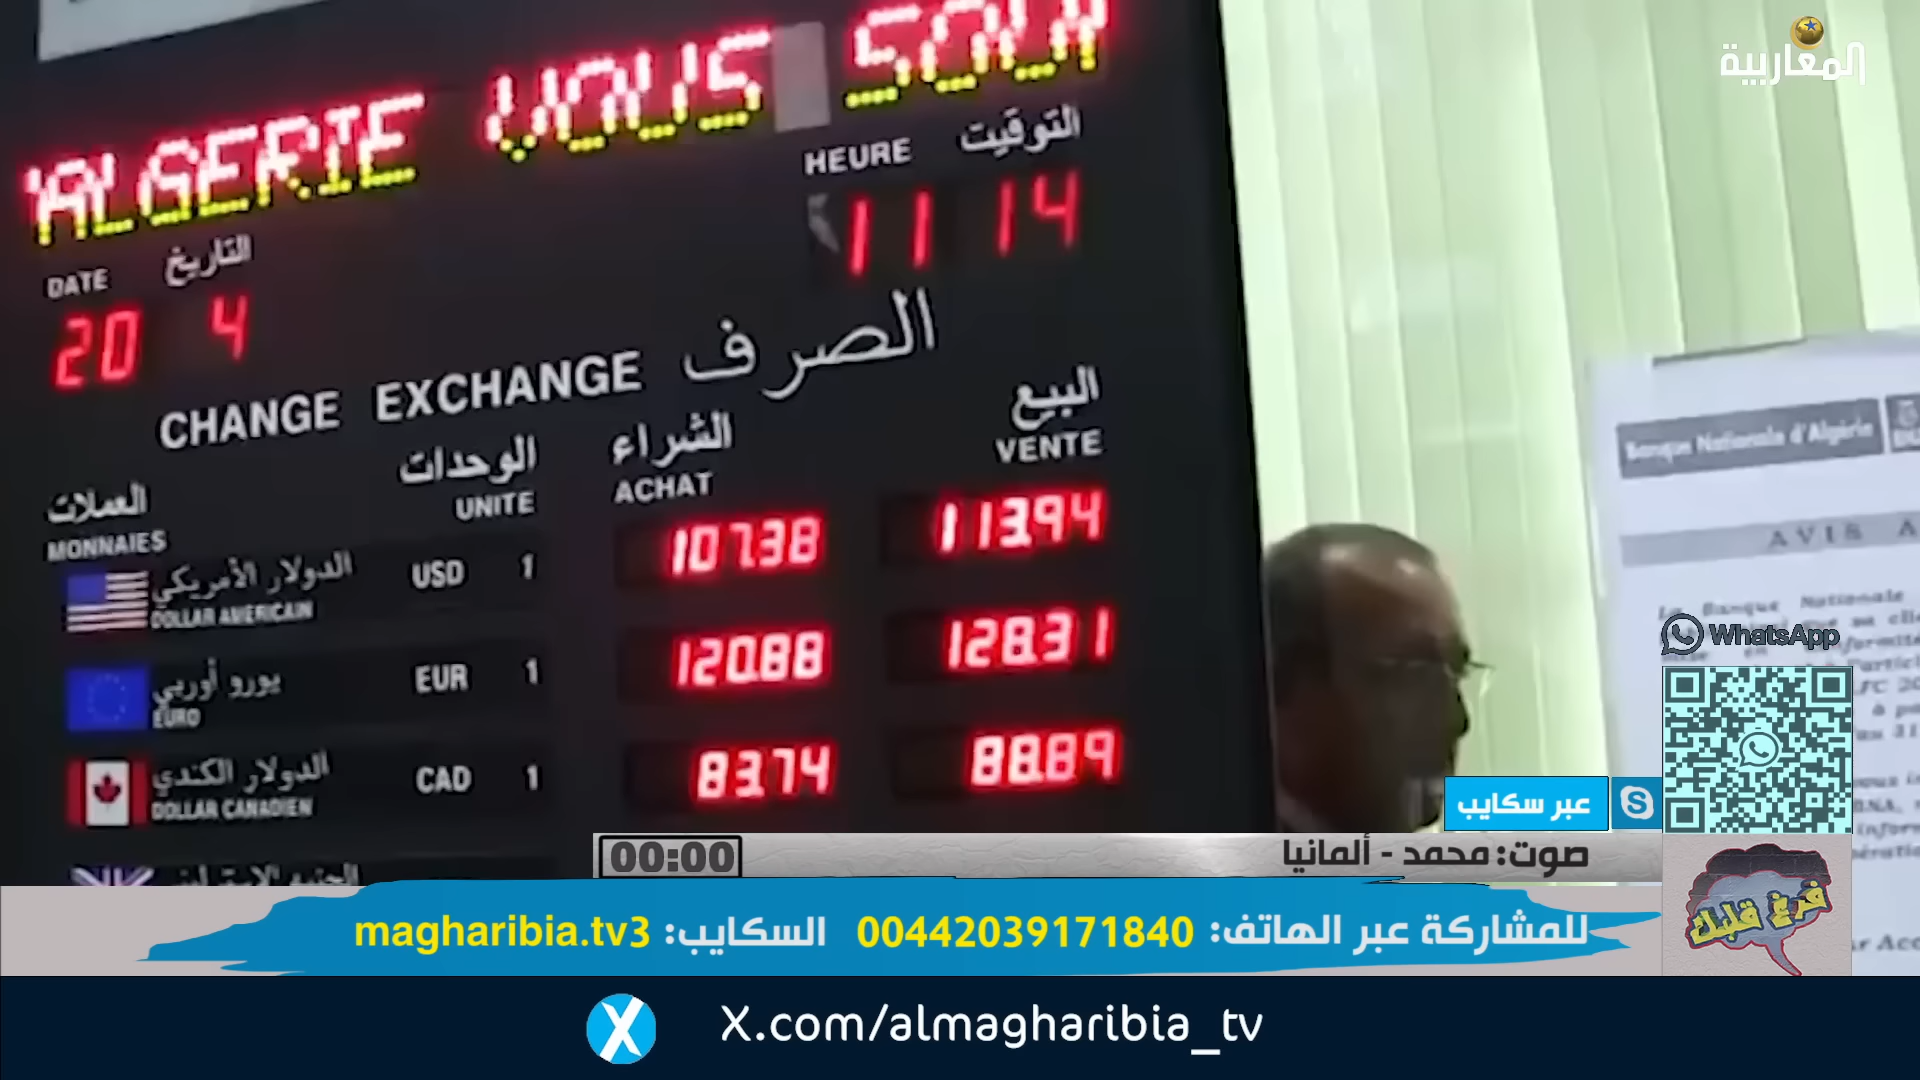 المغاربية
'ALGERIE VOUS SOUH
DATE التاريخ
HEURE التوقيت
20 4
11 14
CHANGE EXCHANGE الصرف
العملات الوحدات الشراء البيع
MONNAIES UNITE ACHAT VENTE
الدولار الأمريكي USD 1 107.38 113.94
DOLLAR AMERICAIN
يورو أوربي EUR 1 120.88 128.31
EURO
الدولار الكندي CAD 1 83.74 88.89
DOLLAR CANADIEN
Banque Nationale d'Algérie
AVIS A
La Banque Nationale
WhatsApp
عبر سكايب
00:00
صوت: محمد - ألمانيا
للمشاركة عبر الهاتف: 00442039171840 السكايب: magharibia.tv3
فرغ قلبك
X.com/almagharibia_tv